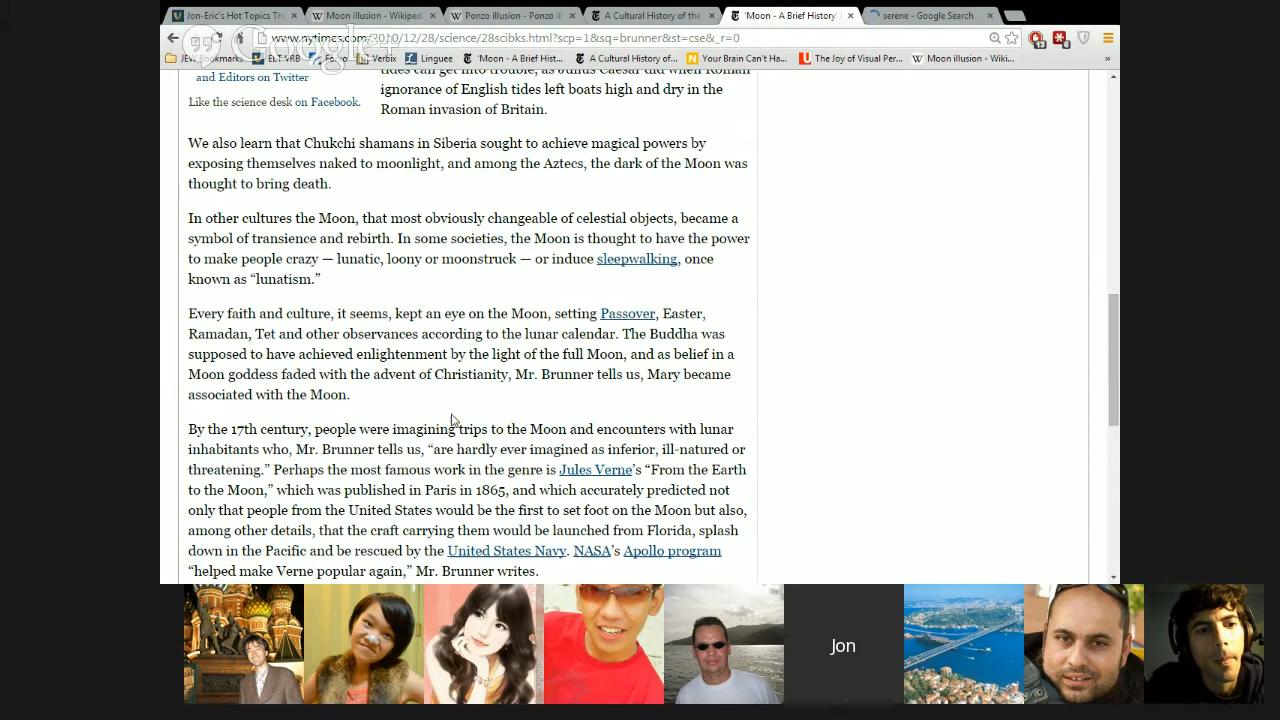 Jon-Eric's Hot Topics Th
Moon illusion - Wikiped
Ponzo illusion - Ponzo il
A Cultural History of the
'Moon - A Brief History'
serene - Google Search
www.nytimes.com/2010/12/28/science/28scibks.html?scp=1&sq=brunner&st=cse&_r=0
Google+
JEW Bookmarks
ELT VRB
Verbix
Linguee
'Moon - A Brief Hist...
A Cultural History of...
Your Brain Can't Ha...
The Joy of Visual Per...
Moon illusion - Wiki...
»
13
6
and Editors on Twitter
Like the science desk on Facebook.
tides can get into trouble, as Julius Caesar did when Roman
ignorance of English tides left boats high and dry in the
Roman invasion of Britain.
We also learn that Chukchi shamans in Siberia sought to achieve magical powers by
exposing themselves naked to moonlight, and among the Aztecs, the dark of the Moon was
thought to bring death.
In other cultures the Moon, that most obviously changeable of celestial objects, became a
symbol of transience and rebirth. In some societies, the Moon is thought to have the power
to make people crazy — lunatic, loony or moonstruck — or induce sleepwalking, once
known as “lunatism.”
Every faith and culture, it seems, kept an eye on the Moon, setting Passover, Easter,
Ramadan, Tet and other observances according to the lunar calendar. The Buddha was
supposed to have achieved enlightenment by the light of the full Moon, and as belief in a
Moon goddess faded with the advent of Christianity, Mr. Brunner tells us, Mary became
associated with the Moon.
By the 17th century, people were imagining trips to the Moon and encounters with lunar
inhabitants who, Mr. Brunner tells us, “are hardly ever imagined as inferior, ill-natured or
threatening.” Perhaps the most famous work in the genre is Jules Verne’s “From the Earth
to the Moon,” which was published in Paris in 1865, and which accurately predicted not
only that people from the United States would be the first to set foot on the Moon but also,
among other details, that the craft carrying them would be launched from Florida, splash
down in the Pacific and be rescued by the United States Navy. NASA’s Apollo program
“helped make Verne popular again,” Mr. Brunner writes.
Jon